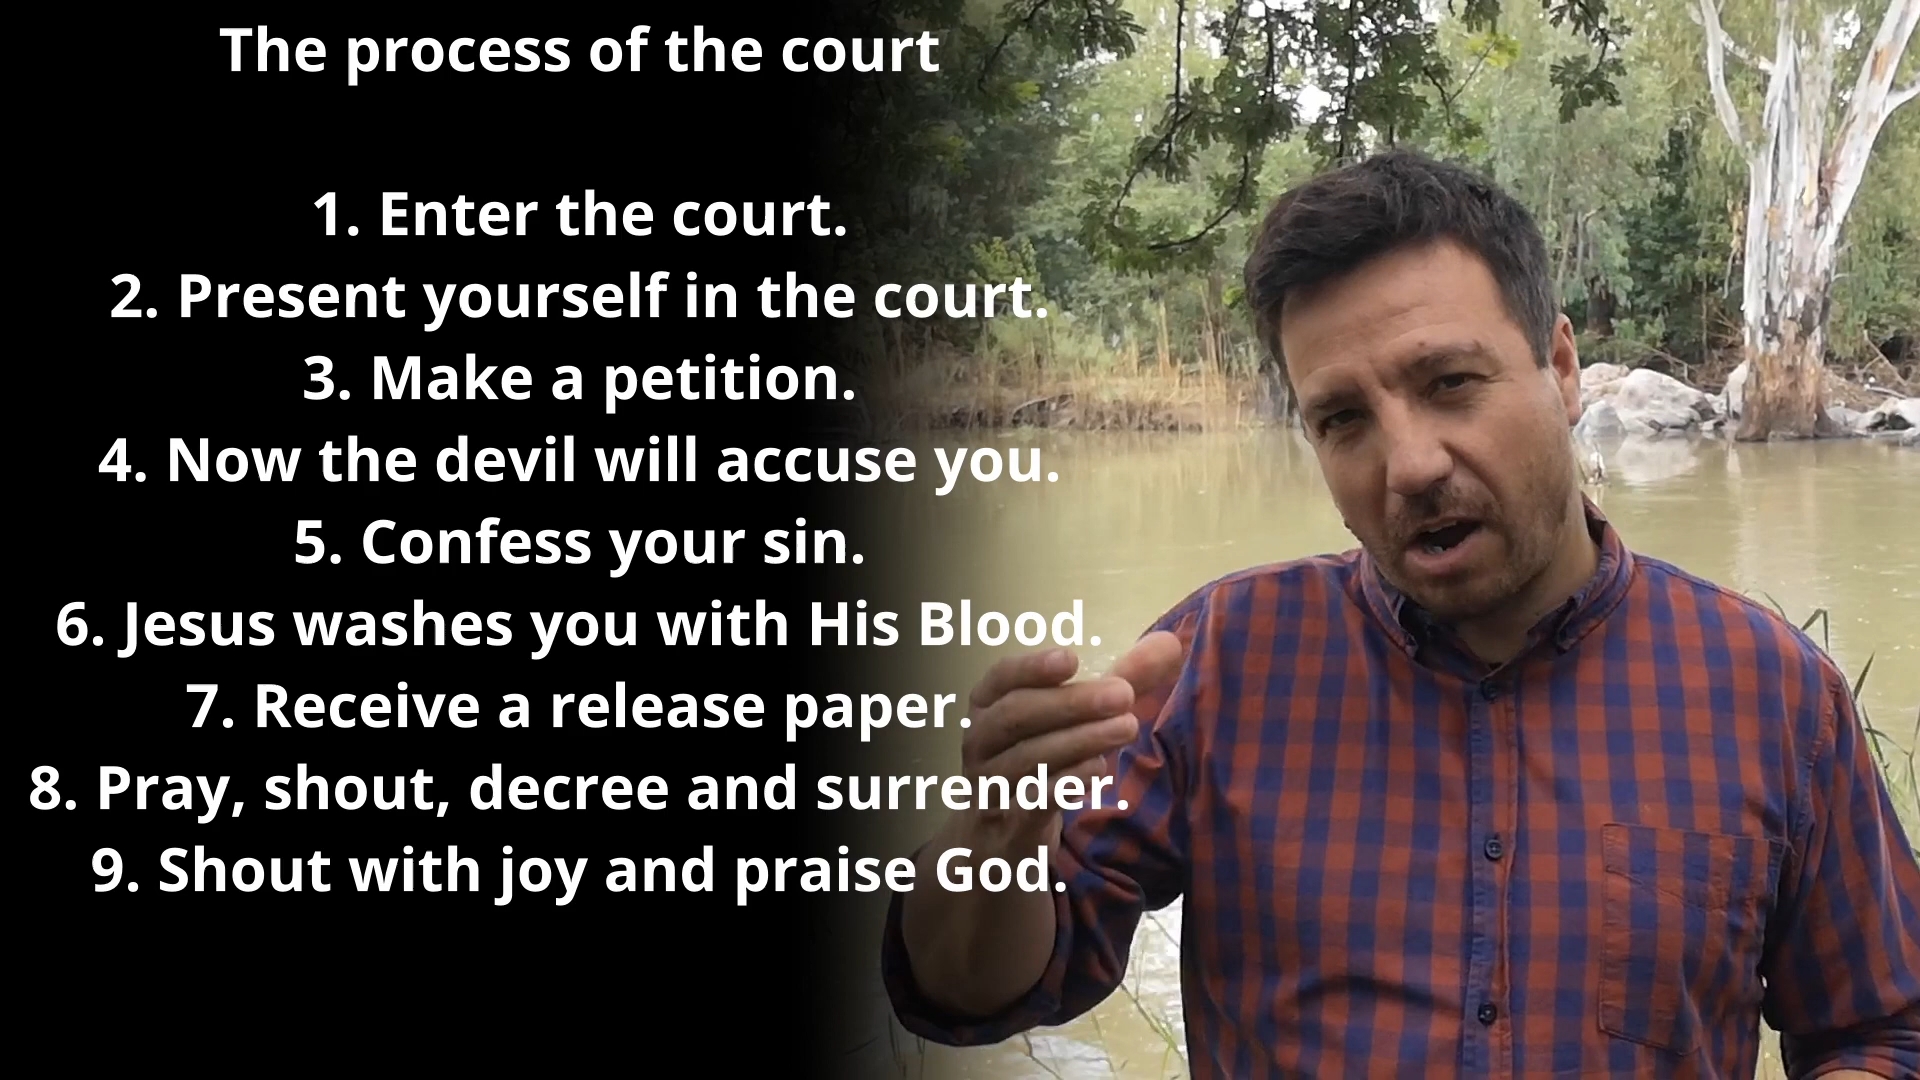 The process of the court
1. Enter the court.
2. Present yourself in the court.
3. Make a petition.
4. Now the devil will accuse you.
5. Confess your sin.
6. Jesus washes you with His Blood.
7. Receive a release paper.
8. Pray, shout, decree and surrender.
9. Shout with joy and praise God.